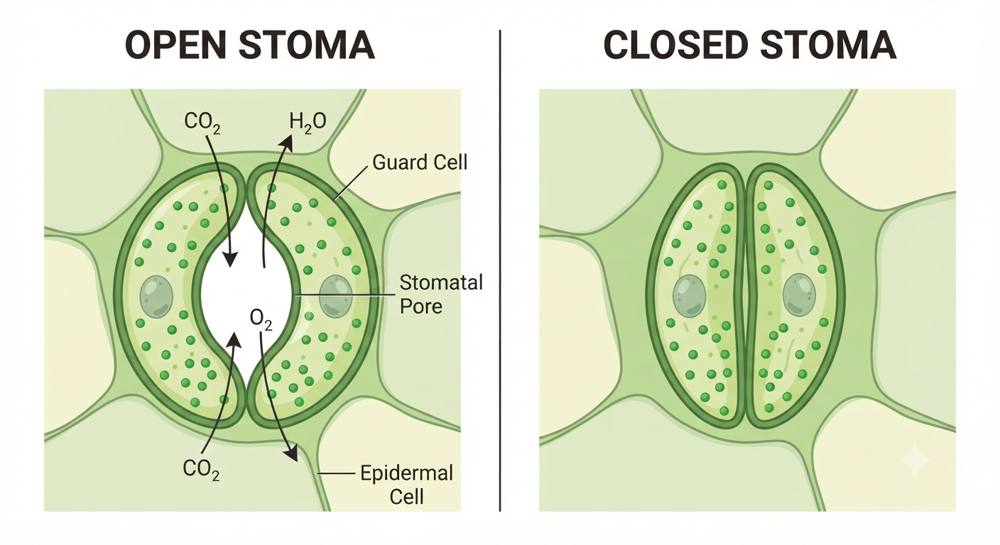 OPEN STOMA
CLOSED STOMA
CO₂
H₂O
Guard Cell
Stomatal
Pore
O₂
CO₂
Epidermal
Cell